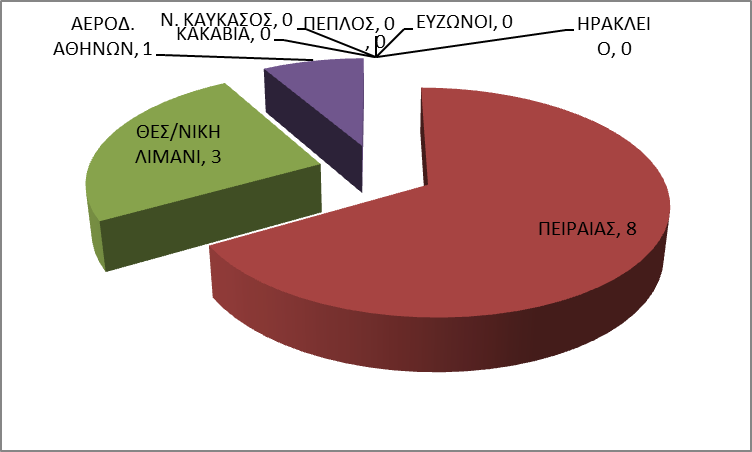 ΑΕΡΟΔ.
ΑΘΗΝΩΝ, 1
Ν. ΚΑΥΚΑΣΟΣ, 0
ΚΑΚΑΒΙΑ, 0
ΠΕΠΛΟΣ, 0
, 0
ΕΥΖΩΝΟΙ, 0
ΗΡΑΚΛΕΙ
Ο, 0
ΘΕΣ/ΝΙΚΗ
ΛΙΜΑΝΙ, 3
ΠΕΙΡΑΙΑΣ, 8